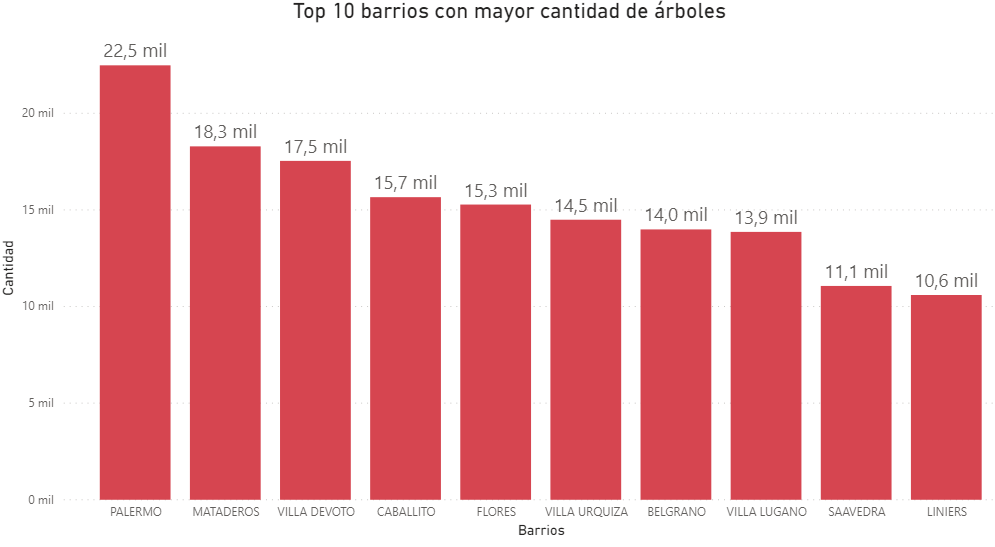 Top 10 barrios con mayor cantidad de árboles
22,5 mil
18,3 mil
17,5 mil
15,7 mil
15,3 mil
14,5 mil
14,0 mil
13,9 mil
11,1 mil
10,6 mil
20 mil
15 mil
10 mil
5 mil
0 mil
Cantidad
PALERMO
MATADEROS
VILLA DEVOTO
CABALLITO
FLORES
VILLA URQUIZA
BELGRANO
VILLA LUGANO
SAAVEDRA
LINIERS
Barrios